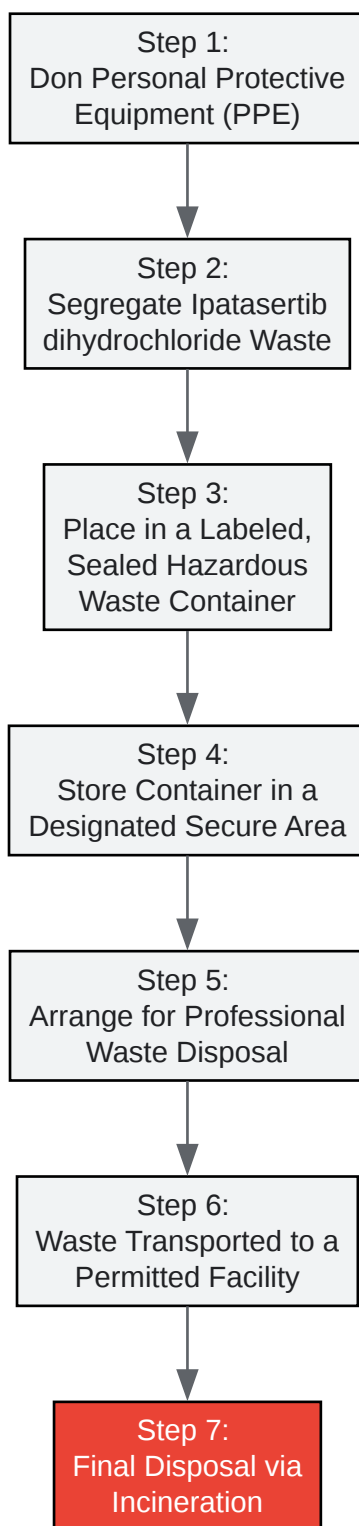 Step 1:
Don Personal Protective
Equipment (PPE)
Step 2:
Segregate Ipatasertib
dihydrochloride Waste
Step 3:
Place in a Labeled,
Sealed Hazardous
Waste Container
Step 4:
Store Container in a
Designated Secure Area
Step 5:
Arrange for Professional
Waste Disposal
Step 6:
Waste Transported to a
Permitted Facility
Step 7:
Final Disposal via
Incineration